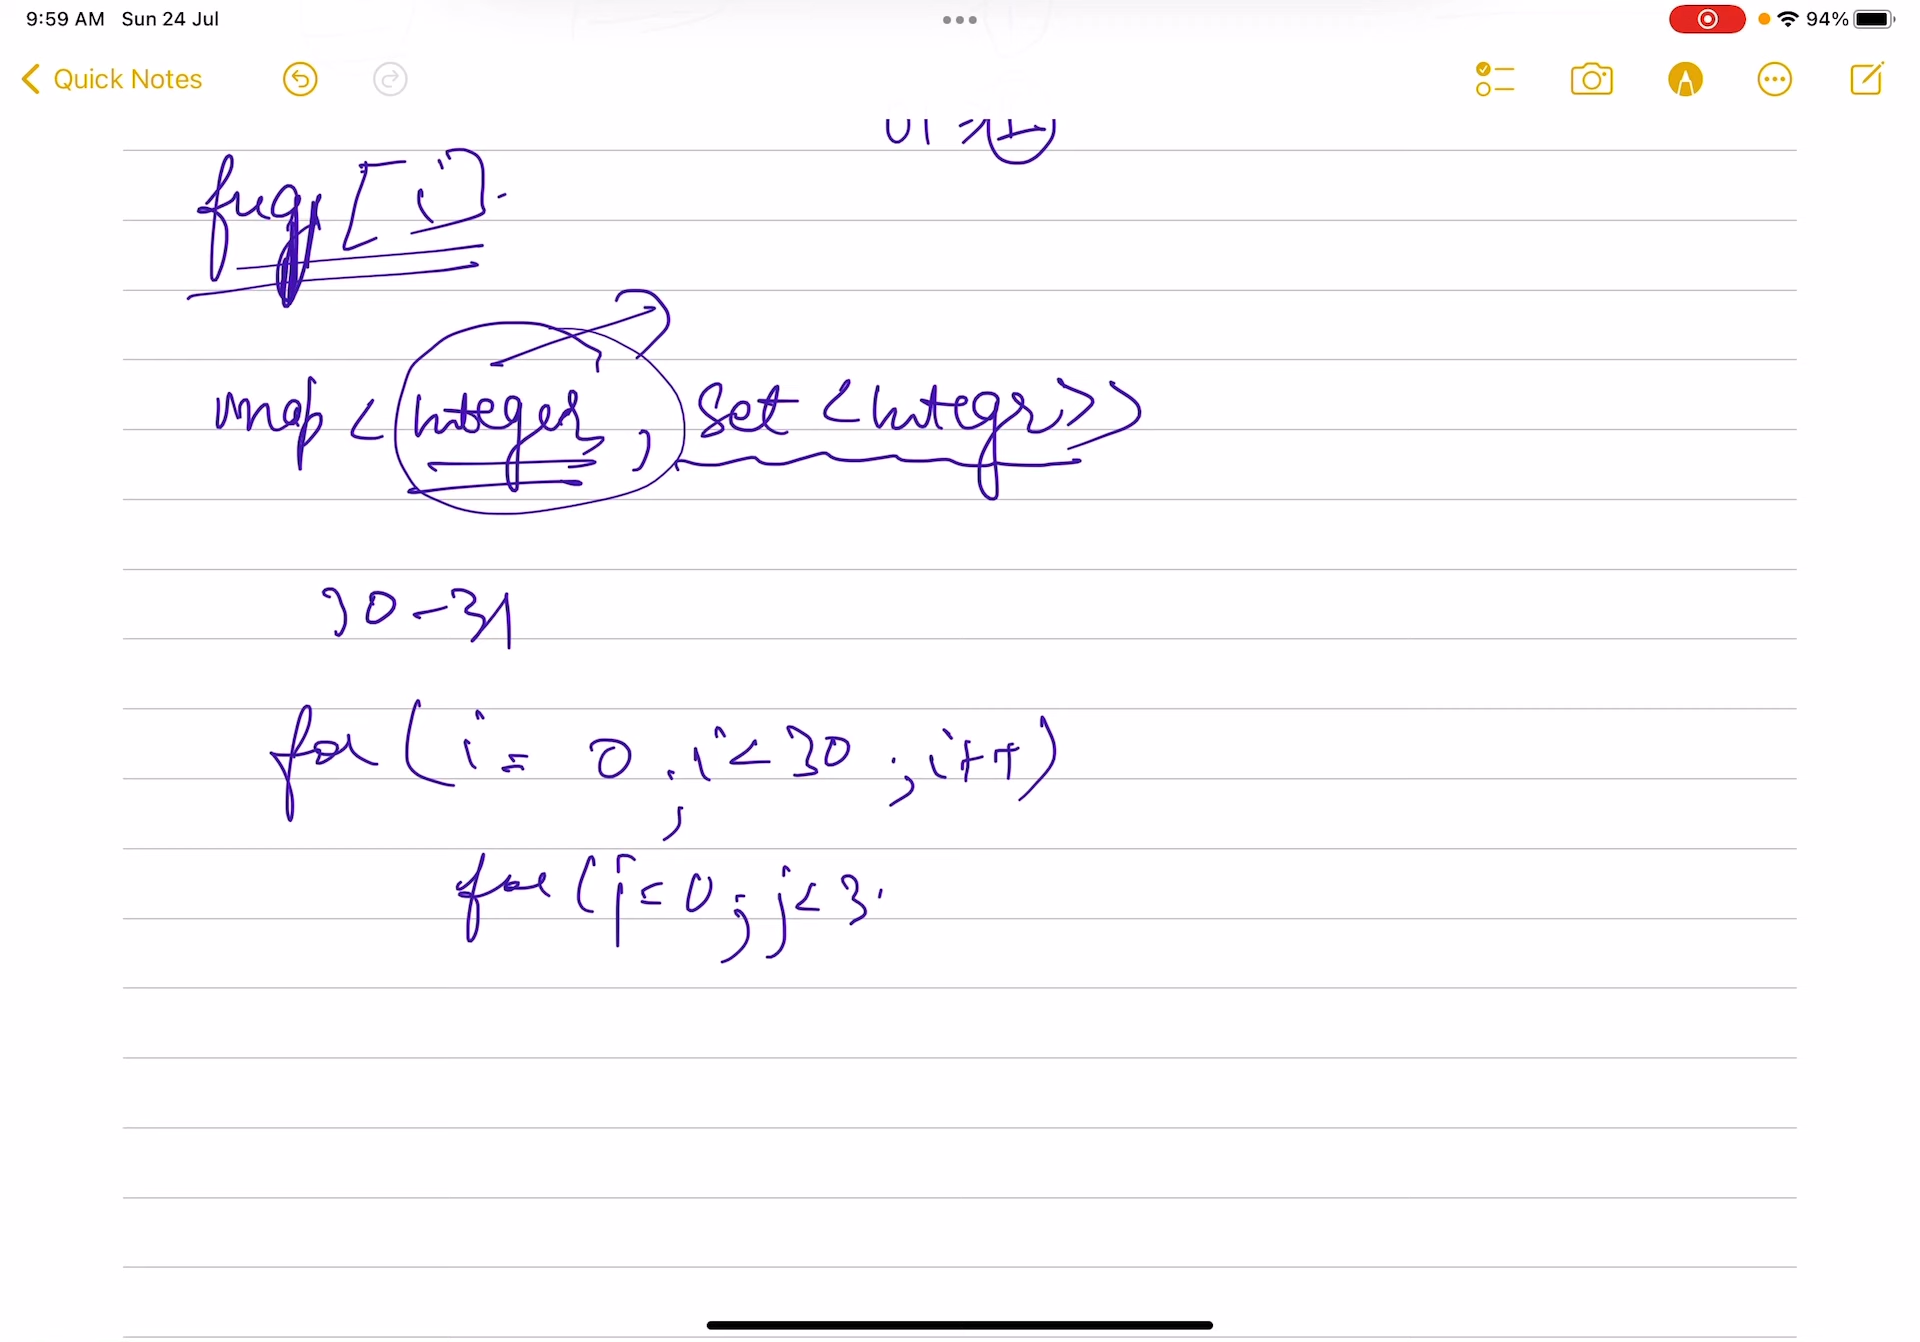 9:59 AM Sun 24 Jul
94%
Quick Notes
freq [i]
map < Integer, Set <Integer>>
30-31
for ( i = 0 ; i < 30 ; i++)
for (j = 0 ; j < 3